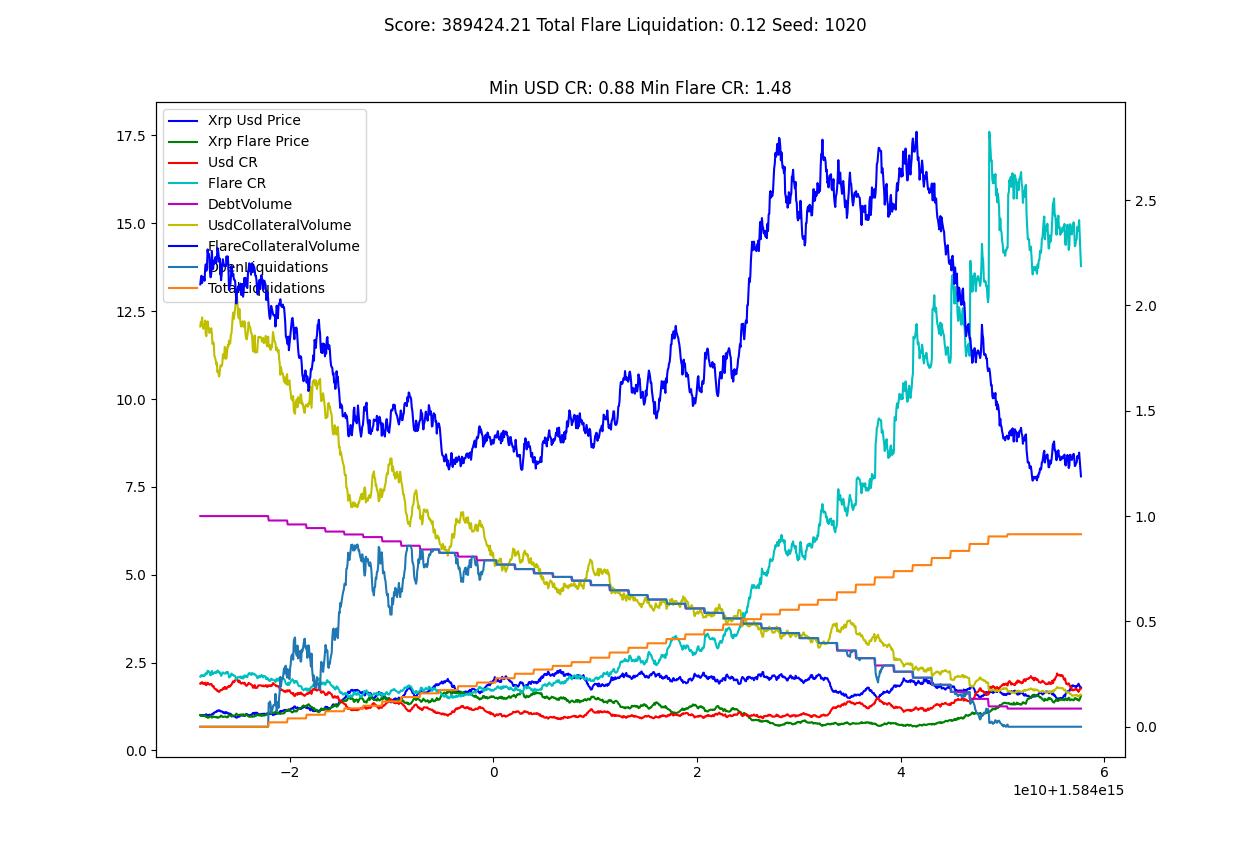 Score: 389424.21 Total Flare Liquidation: 0.12 Seed: 1020
Min USD CR: 0.88 Min Flare CR: 1.48
Xrp Usd Price
Xrp Flare Price
Usd CR
Flare CR
DebtVolume
UsdCollateralVolume
FlareCollateralVolume
OpenLiquidations
TotalLiquidations
17.5
15.0
12.5
10.0
7.5
5.0
2.5
0.0
2.5
2.0
1.5
1.0
0.5
0.0
−2
0
2
4
6
1e10+1.584e15